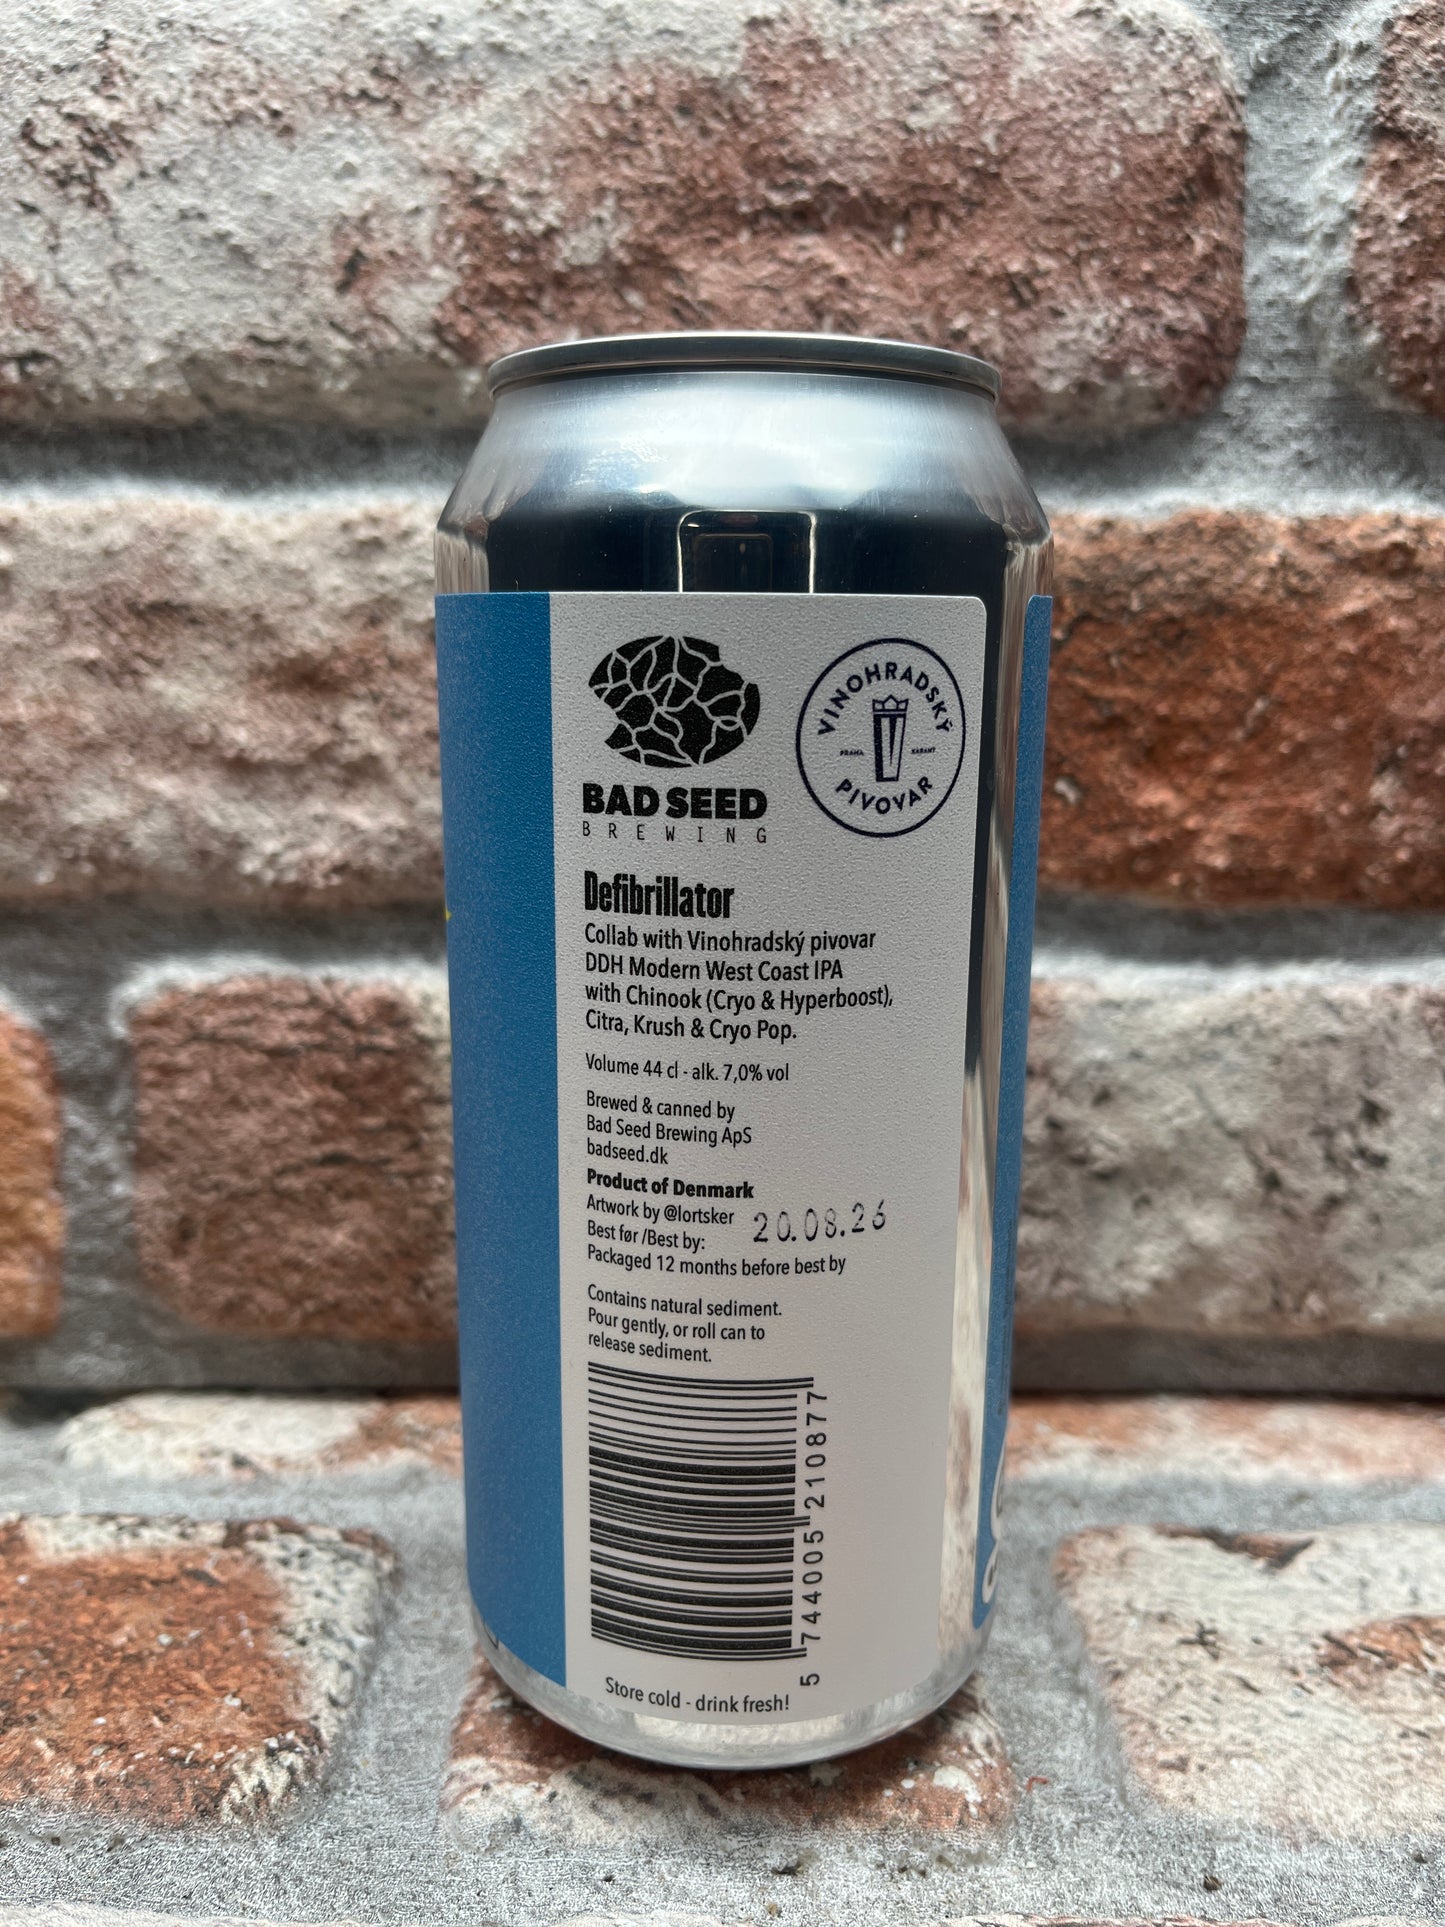 BAD SEED
BREWING
VINOHRADSKÝ
PIVOVAR
Defibrillator
Collab with Vinohradský pivovar
DDH Modern West Coast IPA
with Chinook (Cryo & Hyperboost),
Citra, Krush & Cryo Pop.
Volume 44 cl - alk. 7,0% vol
Brewed & canned by
Bad Seed Brewing ApS
badseed.dk
Product of Denmark
Artwork by @lortsker
Best før /Best by: 20.08.26
Packaged 12 months before best by
Contains natural sediment.
Pour gently, or roll can to
release sediment.
5 744005 210877
Store cold - drink fresh!